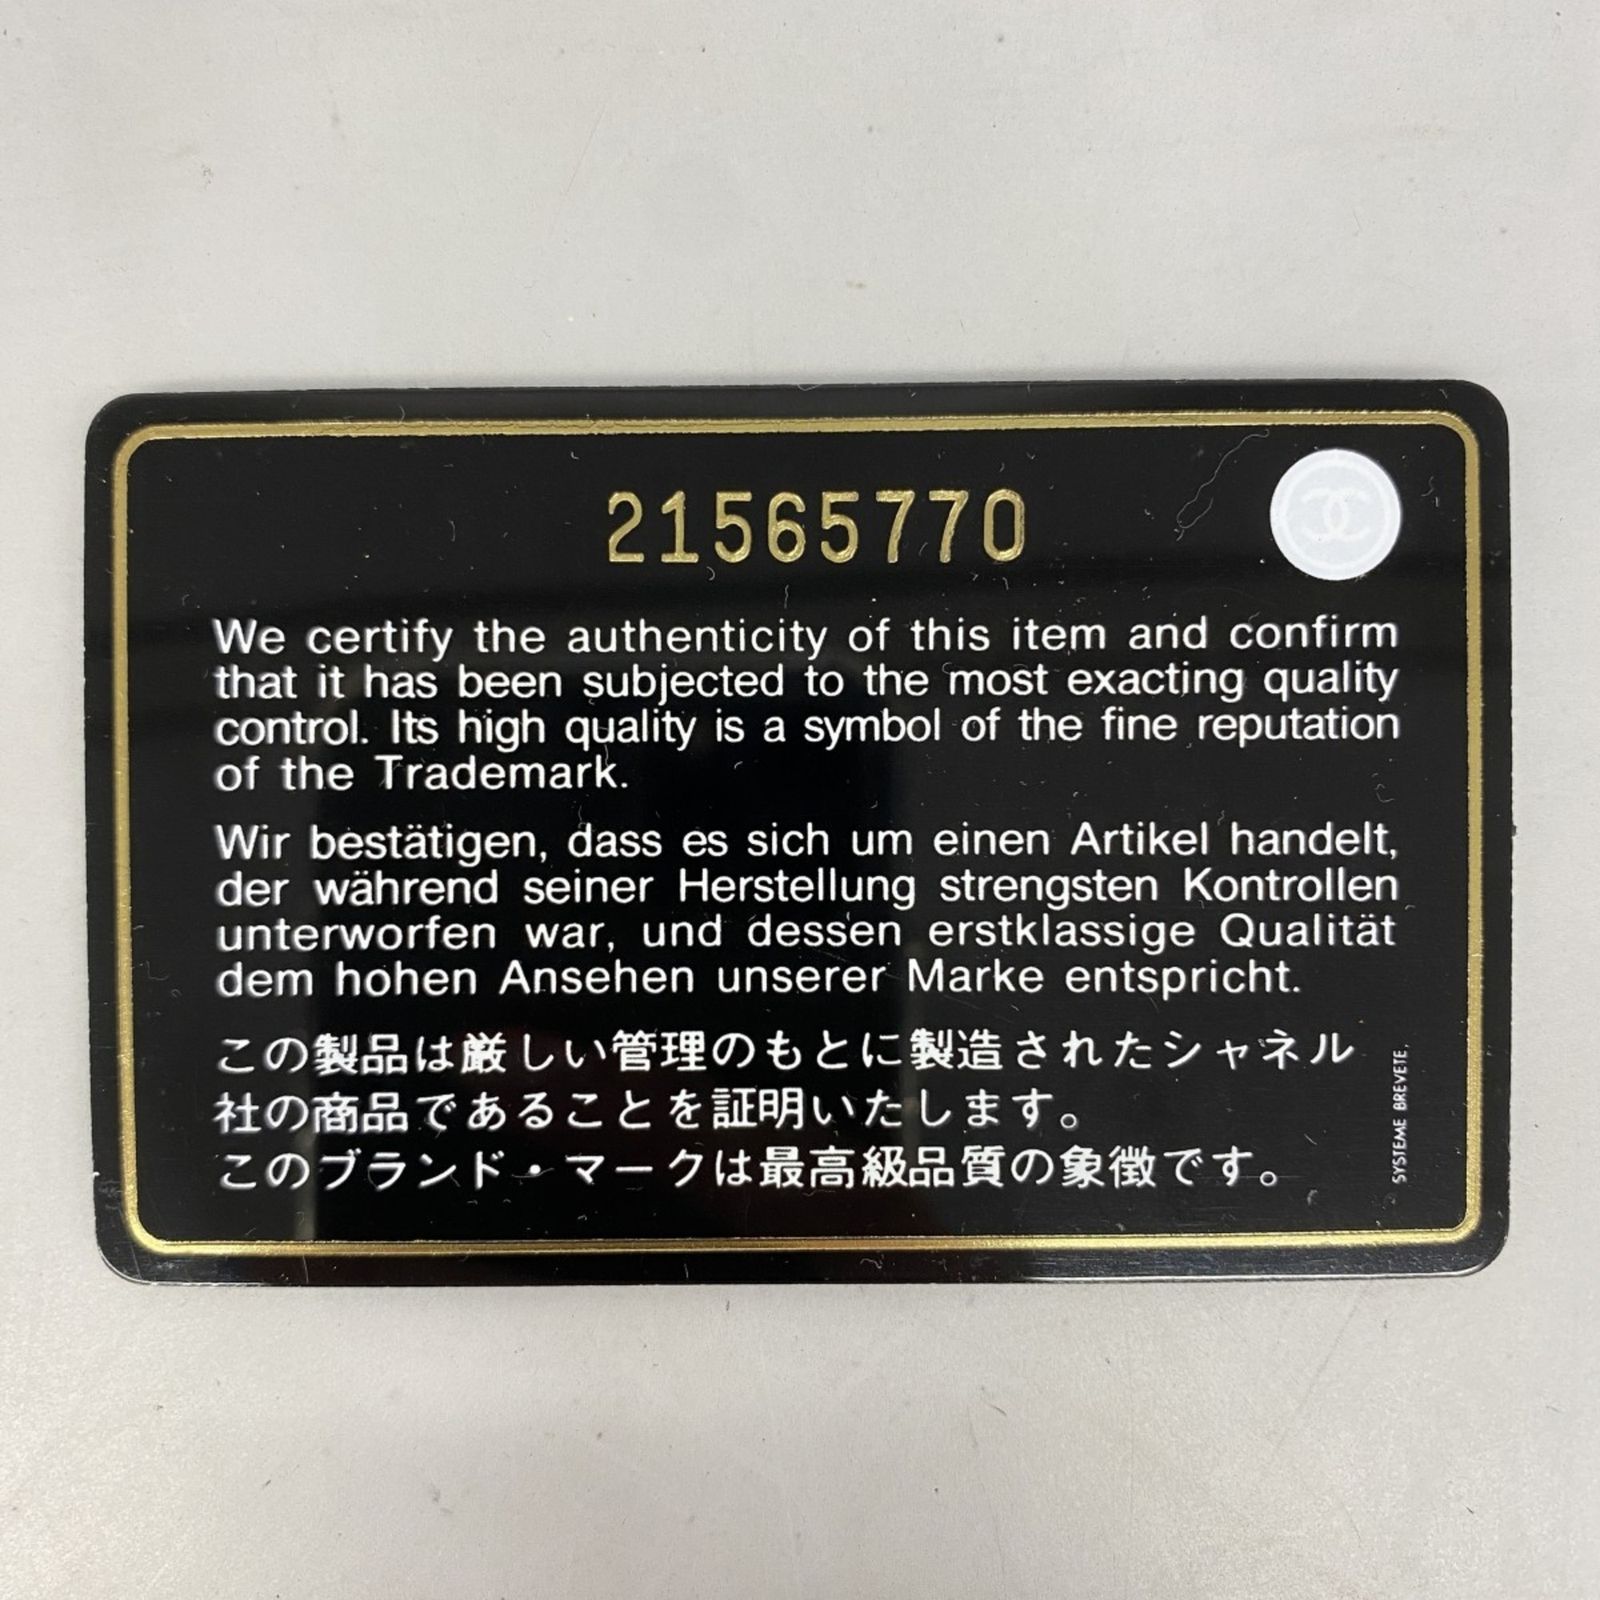 21565770
We certify the authenticity of this item and confirm
that it has been subjected to the most exacting quality
control. Its high quality is a symbol of the fine reputation
of the Trademark.
Wir bestätigen, dass es sich um einen Artikel handelt,
der während seiner Herstellung strengsten Kontrollen
unterworfen war, und dessen erstklassige Qualität
dem hohen Ansehen unserer Marke entspricht.
この製品は厳しい管理のもとに製造されたシャネル
社の商品であることを証明いたします。
このブランド・マークは最高級品質の象徴です。
SYSTEME BREVETE.